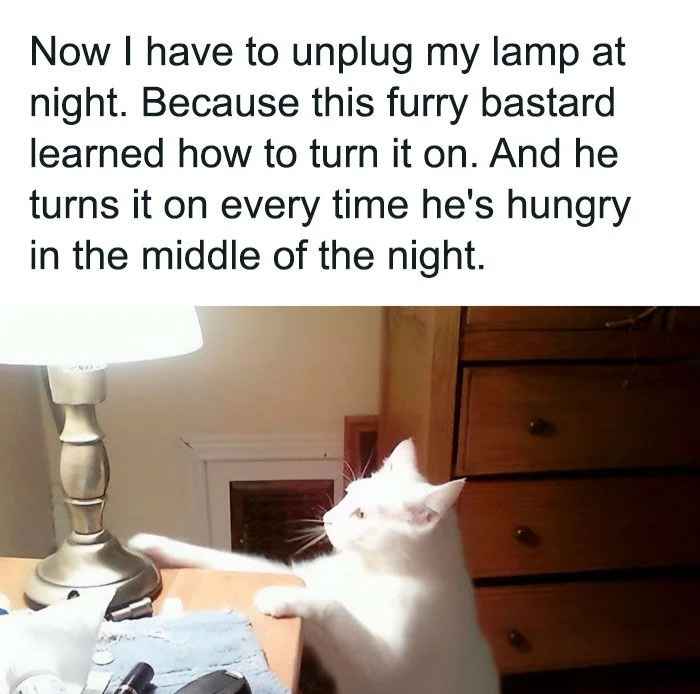 Now I have to unplug my lamp at
night. Because this furry bastard
learned how to turn it on. And he
turns it on every time he's hungry
in the middle of the night.